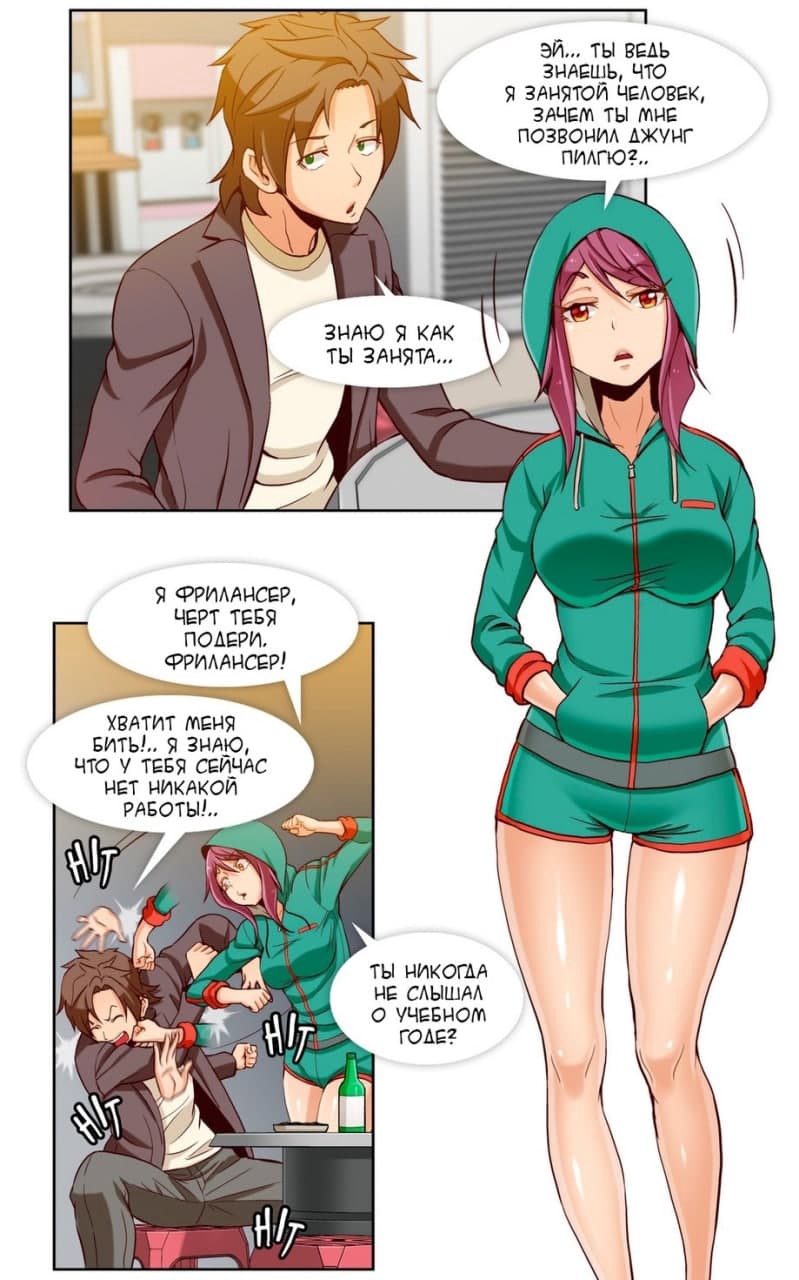 ЭЙ... ТЫ ВЕДЬ
ЗНАЕШЬ, ЧТО
Я ЗАНЯТОЙ ЧЕЛОВЕК,
ЗАЧЕМ ТЫ МНЕ
ПОЗВОНИЛ ДЖУНГ
ПИЛГЮ?..
ЗНАЮ Я КАК
ТЫ ЗАНЯТА...
Я ФРИЛАНСЕР,
ЧЕРТ ТЕБЯ
ПОДЕРИ.
ФРИЛАНСЕР!
ХВАТИТ МЕНЯ
БИТЬ!.. Я ЗНАЮ,
ЧТО У ТЕБЯ СЕЙЧАС
НЕТ НИКАКОЙ
РАБОТЫ!..
HIT
ТЫ НИКОГДА
НЕ СЛЫШАЛ
О УЧЕБНОМ
ГОДЕ?
HIT
HIT
HIT